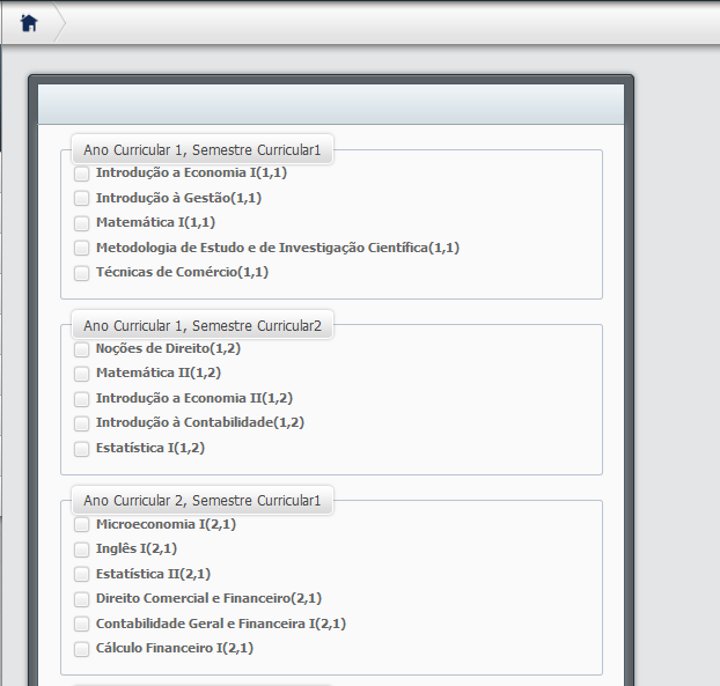 Ano Curricular 1, Semestre Curricular1
Introdução a Economia I(1,1)
Introdução à Gestão(1,1)
Matemática I(1,1)
Metodologia de Estudo e de Investigação Científica(1,1)
Técnicas de Comércio(1,1)
Ano Curricular 1, Semestre Curricular2
Noções de Direito(1,2)
Matemática II(1,2)
Introdução a Economia II(1,2)
Introdução à Contabilidade(1,2)
Estatística I(1,2)
Ano Curricular 2, Semestre Curricular1
Microeconomia I(2,1)
Inglês I(2,1)
Estatística II(2,1)
Direito Comercial e Financeiro(2,1)
Contabilidade Geral e Financeira I(2,1)
Cálculo Financeiro I(2,1)